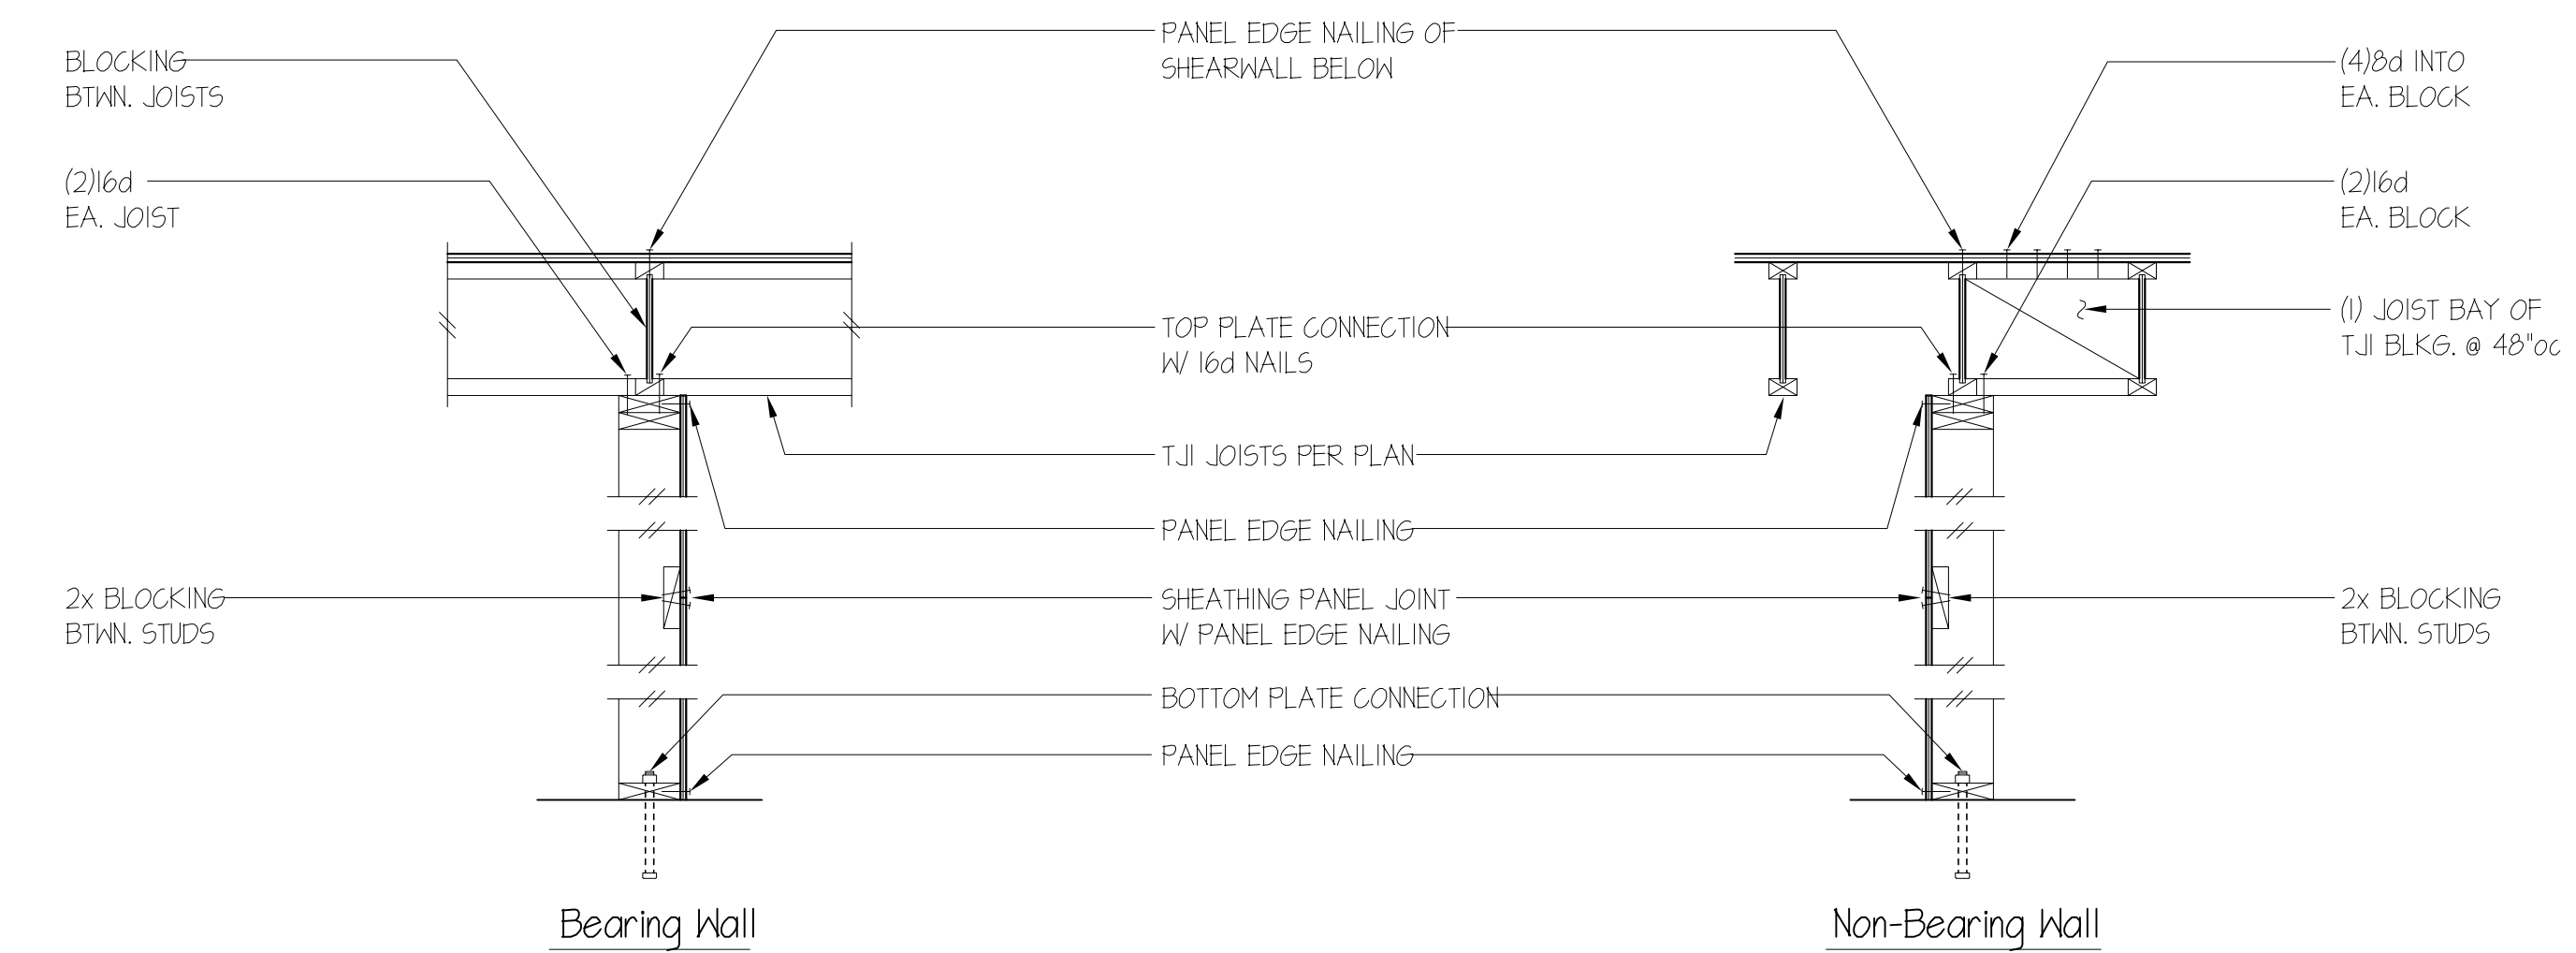 BLOCKING
BTWN. JOISTS
(2)16d
EA. JOIST
2x BLOCKING
BTWN. STUDS
PANEL EDGE NAILING OF
SHEARWALL BELOW
TOP PLATE CONNECTION
W/ 16d NAILS
TJI JOISTS PER PLAN
PANEL EDGE NAILING
SHEATHING PANEL JOINT
W/ PANEL EDGE NAILING
BOTTOM PLATE CONNECTION
PANEL EDGE NAILING
(4)8d INTO
EA. BLOCK
(2)16d
EA. BLOCK
(1) JOIST BAY OF
TJI BLKG. @ 48"oc
2x BLOCKING
BTWN. STUDS
Bearing Wall
Non-Bearing Wall